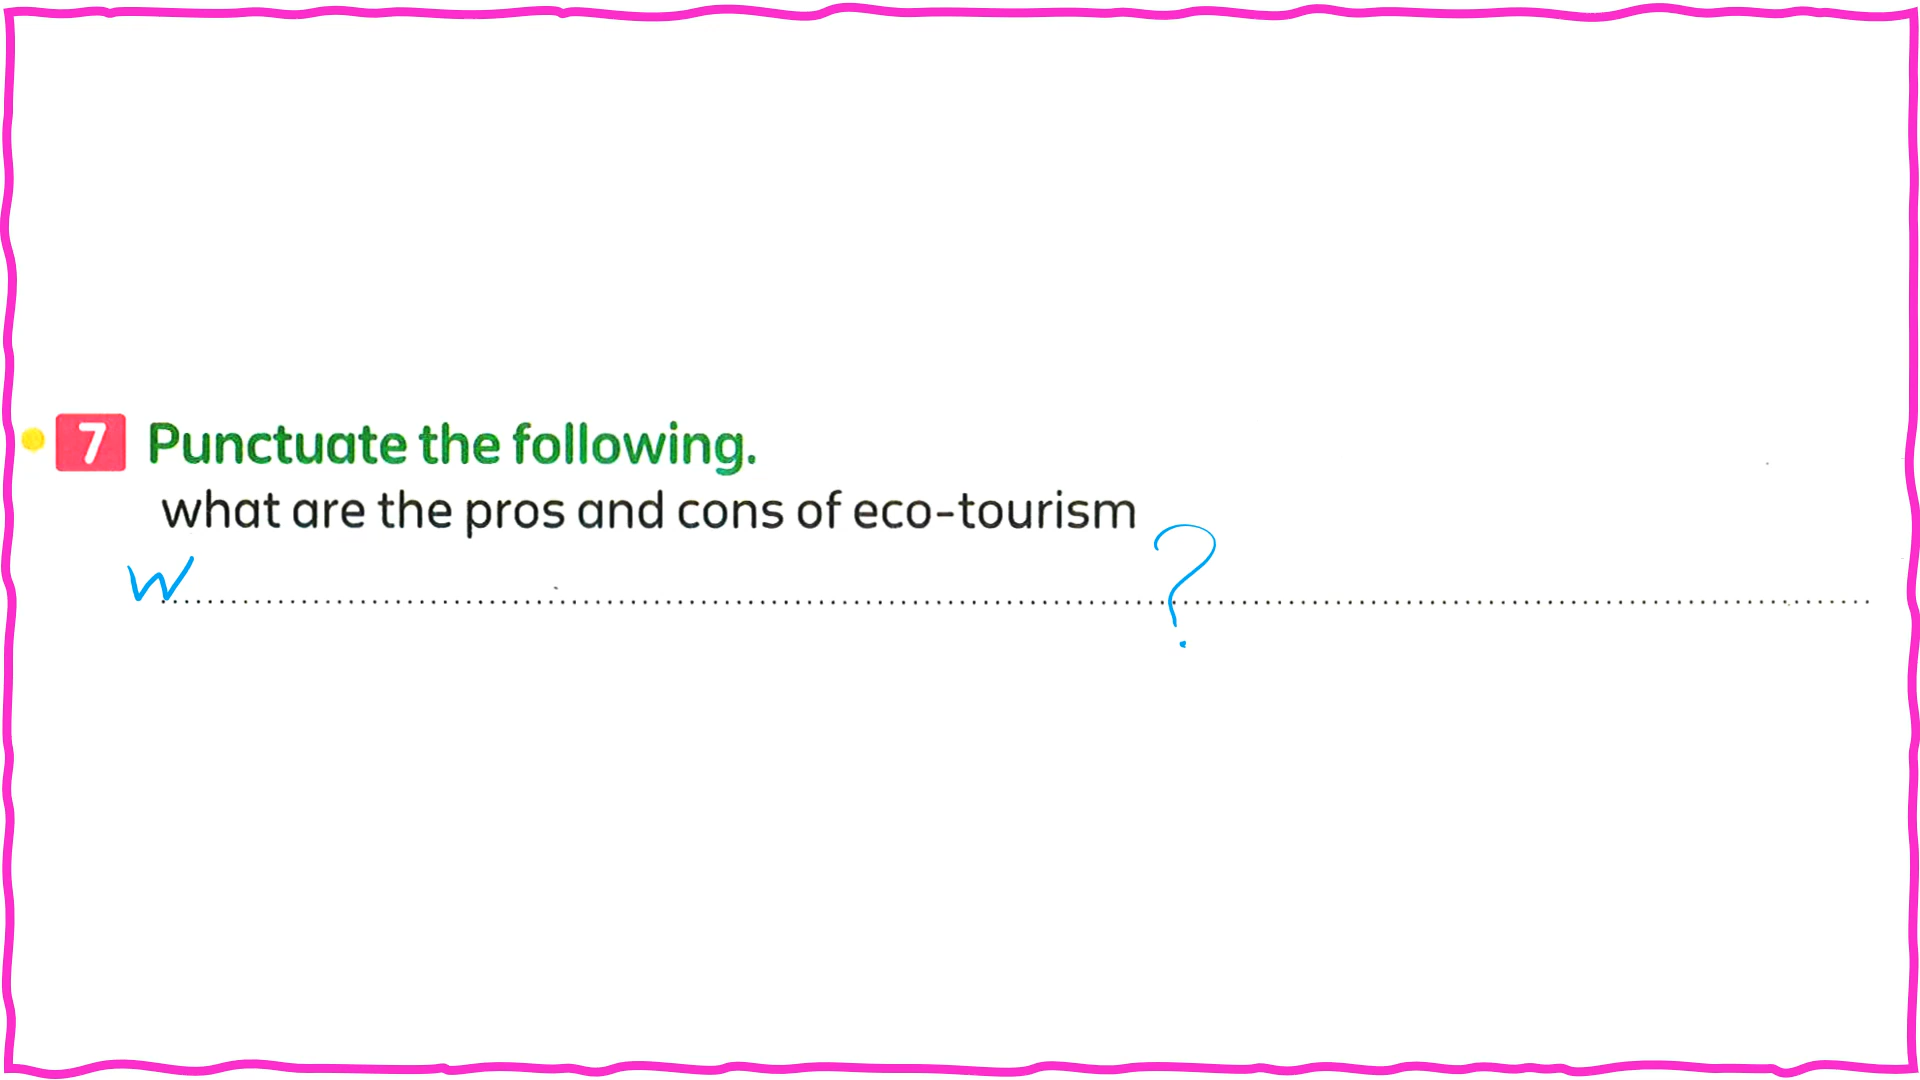 7 Punctuate the following.
what are the pros and cons of eco-tourism
W ?